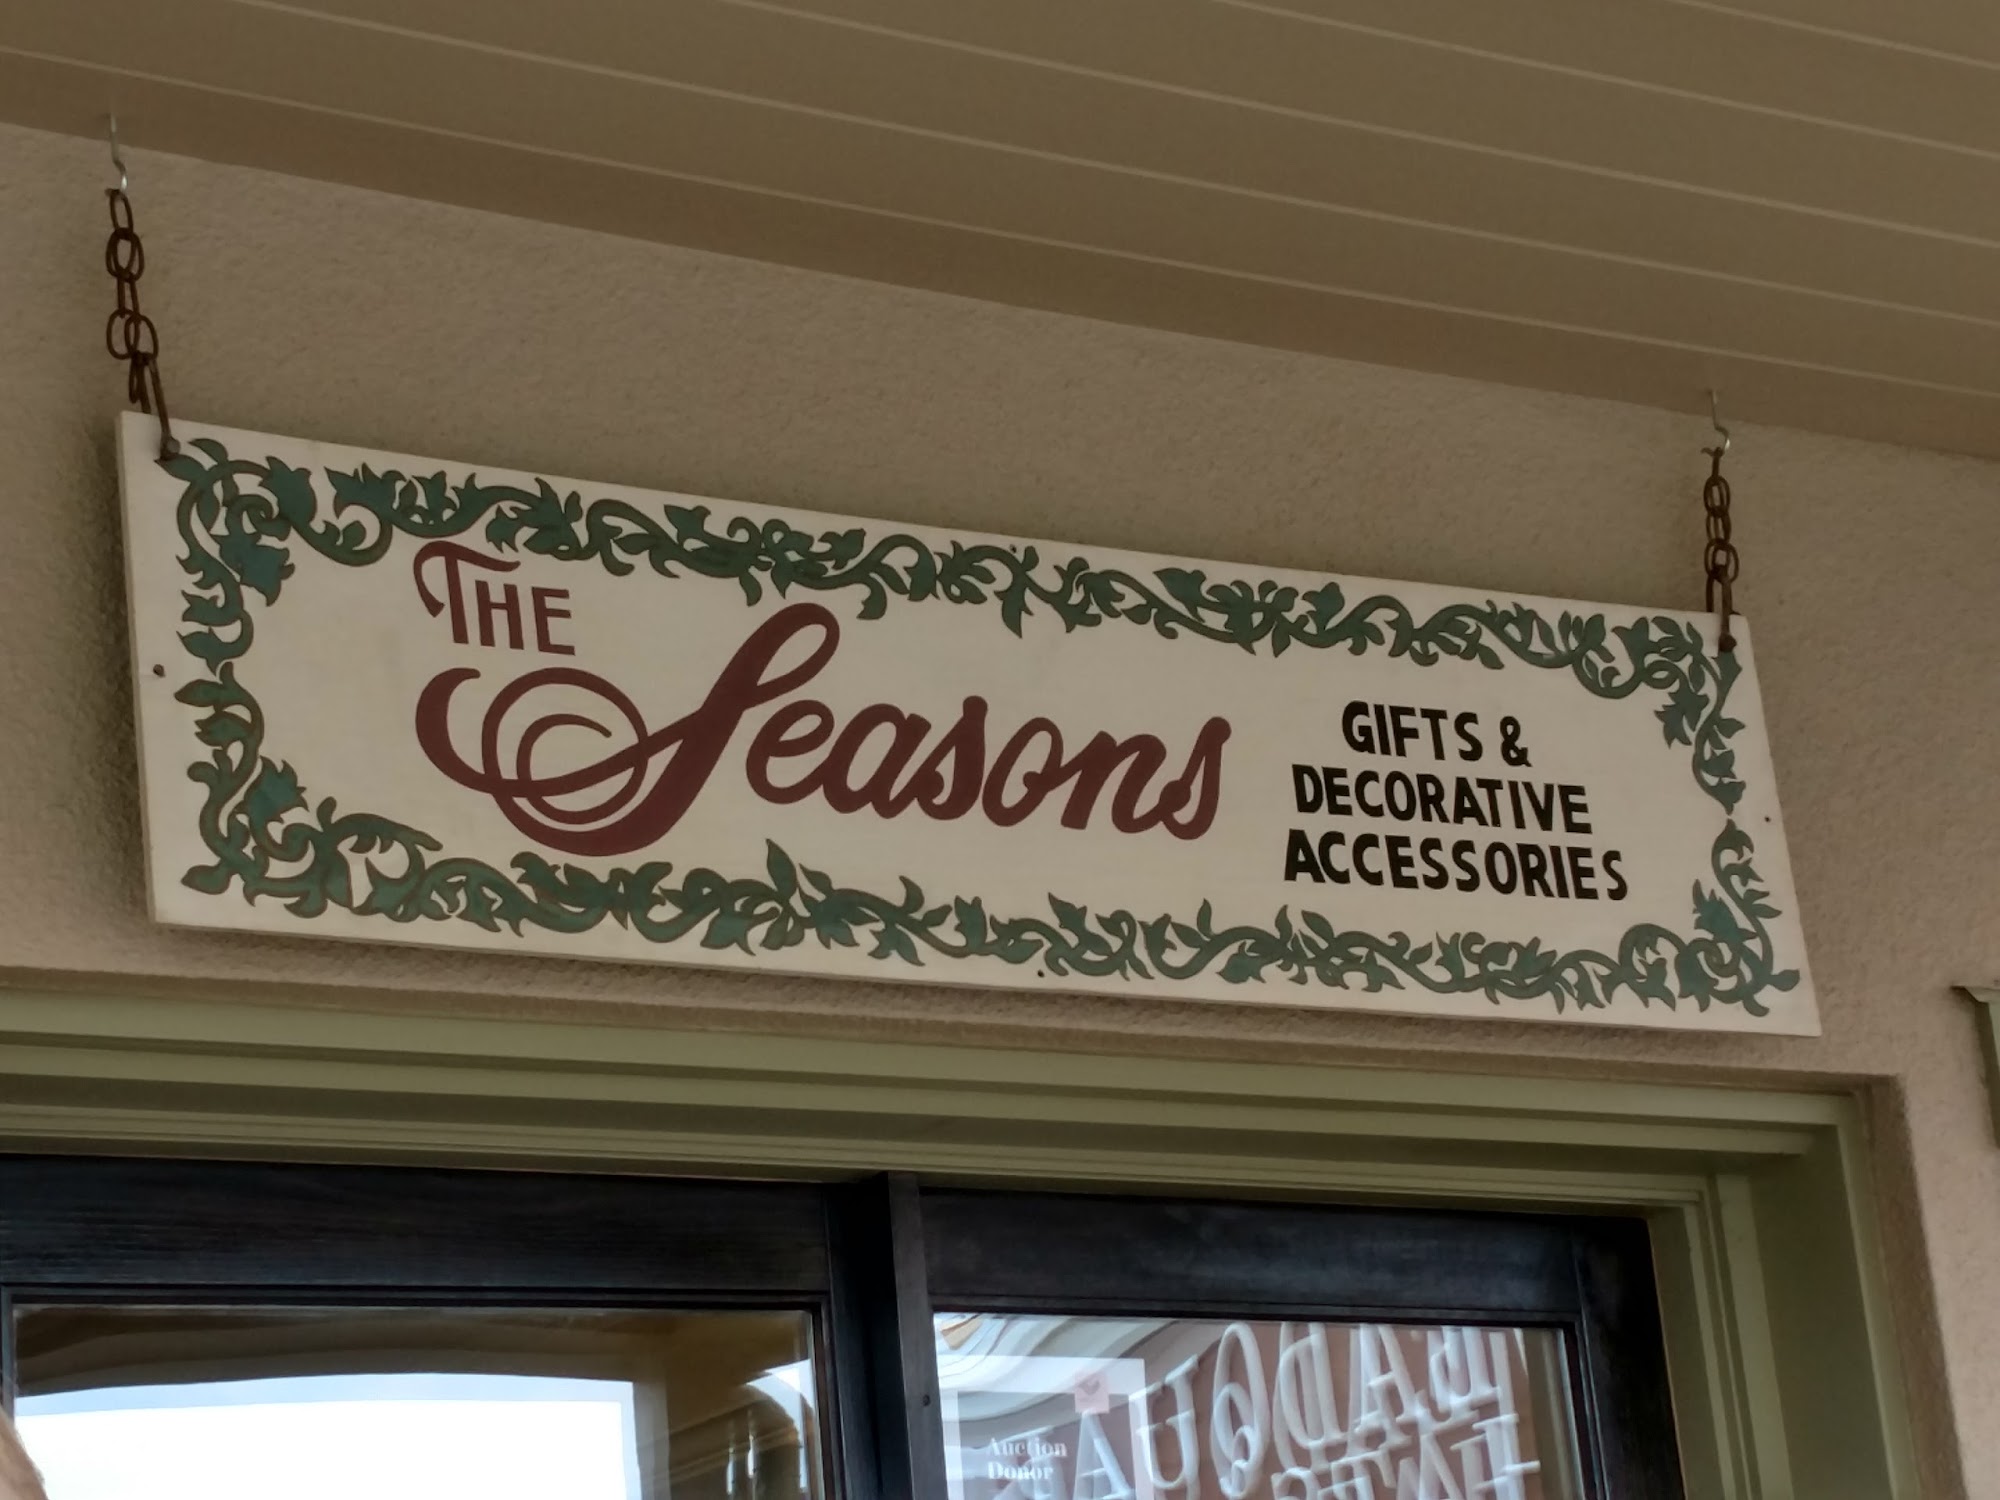 THE
Seasons
GIFTS &
DECORATIVE
ACCESSORIES
Auction
Donor